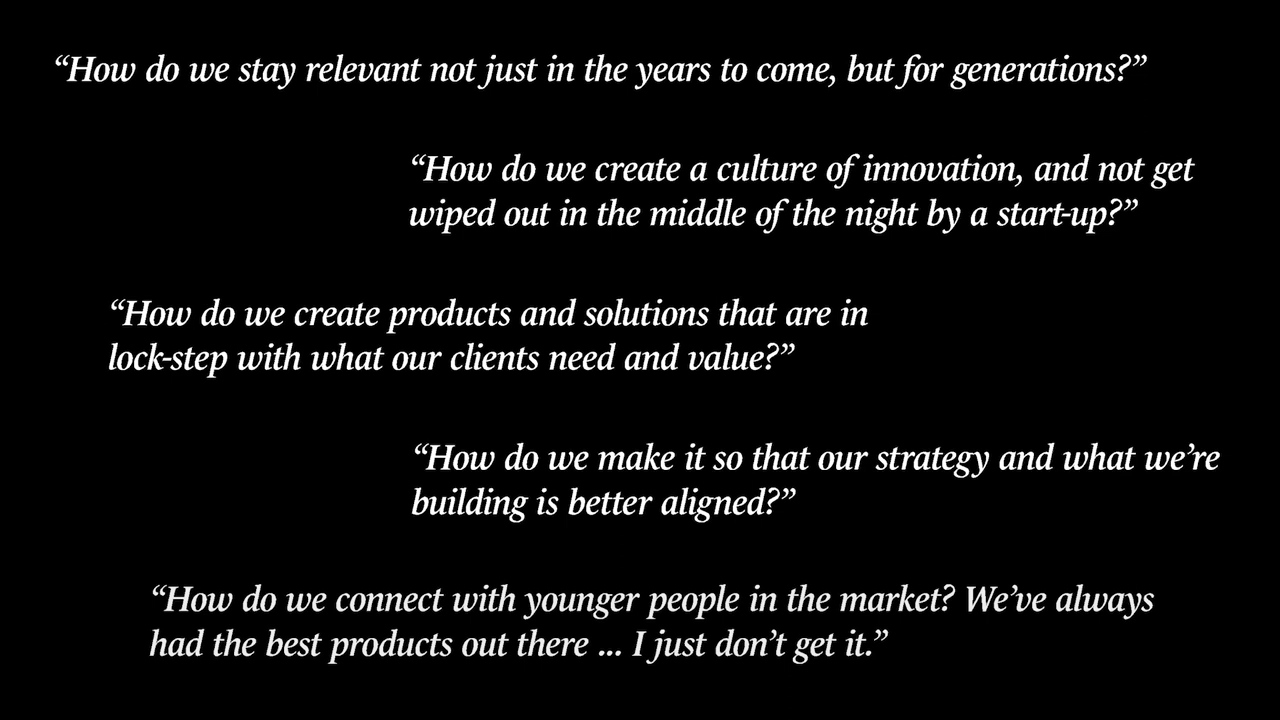 “How do we stay relevant not just in the years to come, but for generations?”
“How do we create a culture of innovation, and not get
wiped out in the middle of the night by a start-up?”
“How do we create products and solutions that are in
lock-step with what our clients need and value?”
“How do we make it so that our strategy and what we’re
building is better aligned?”
“How do we connect with younger people in the market? We’ve always
had the best products out there ... I just don’t get it.”